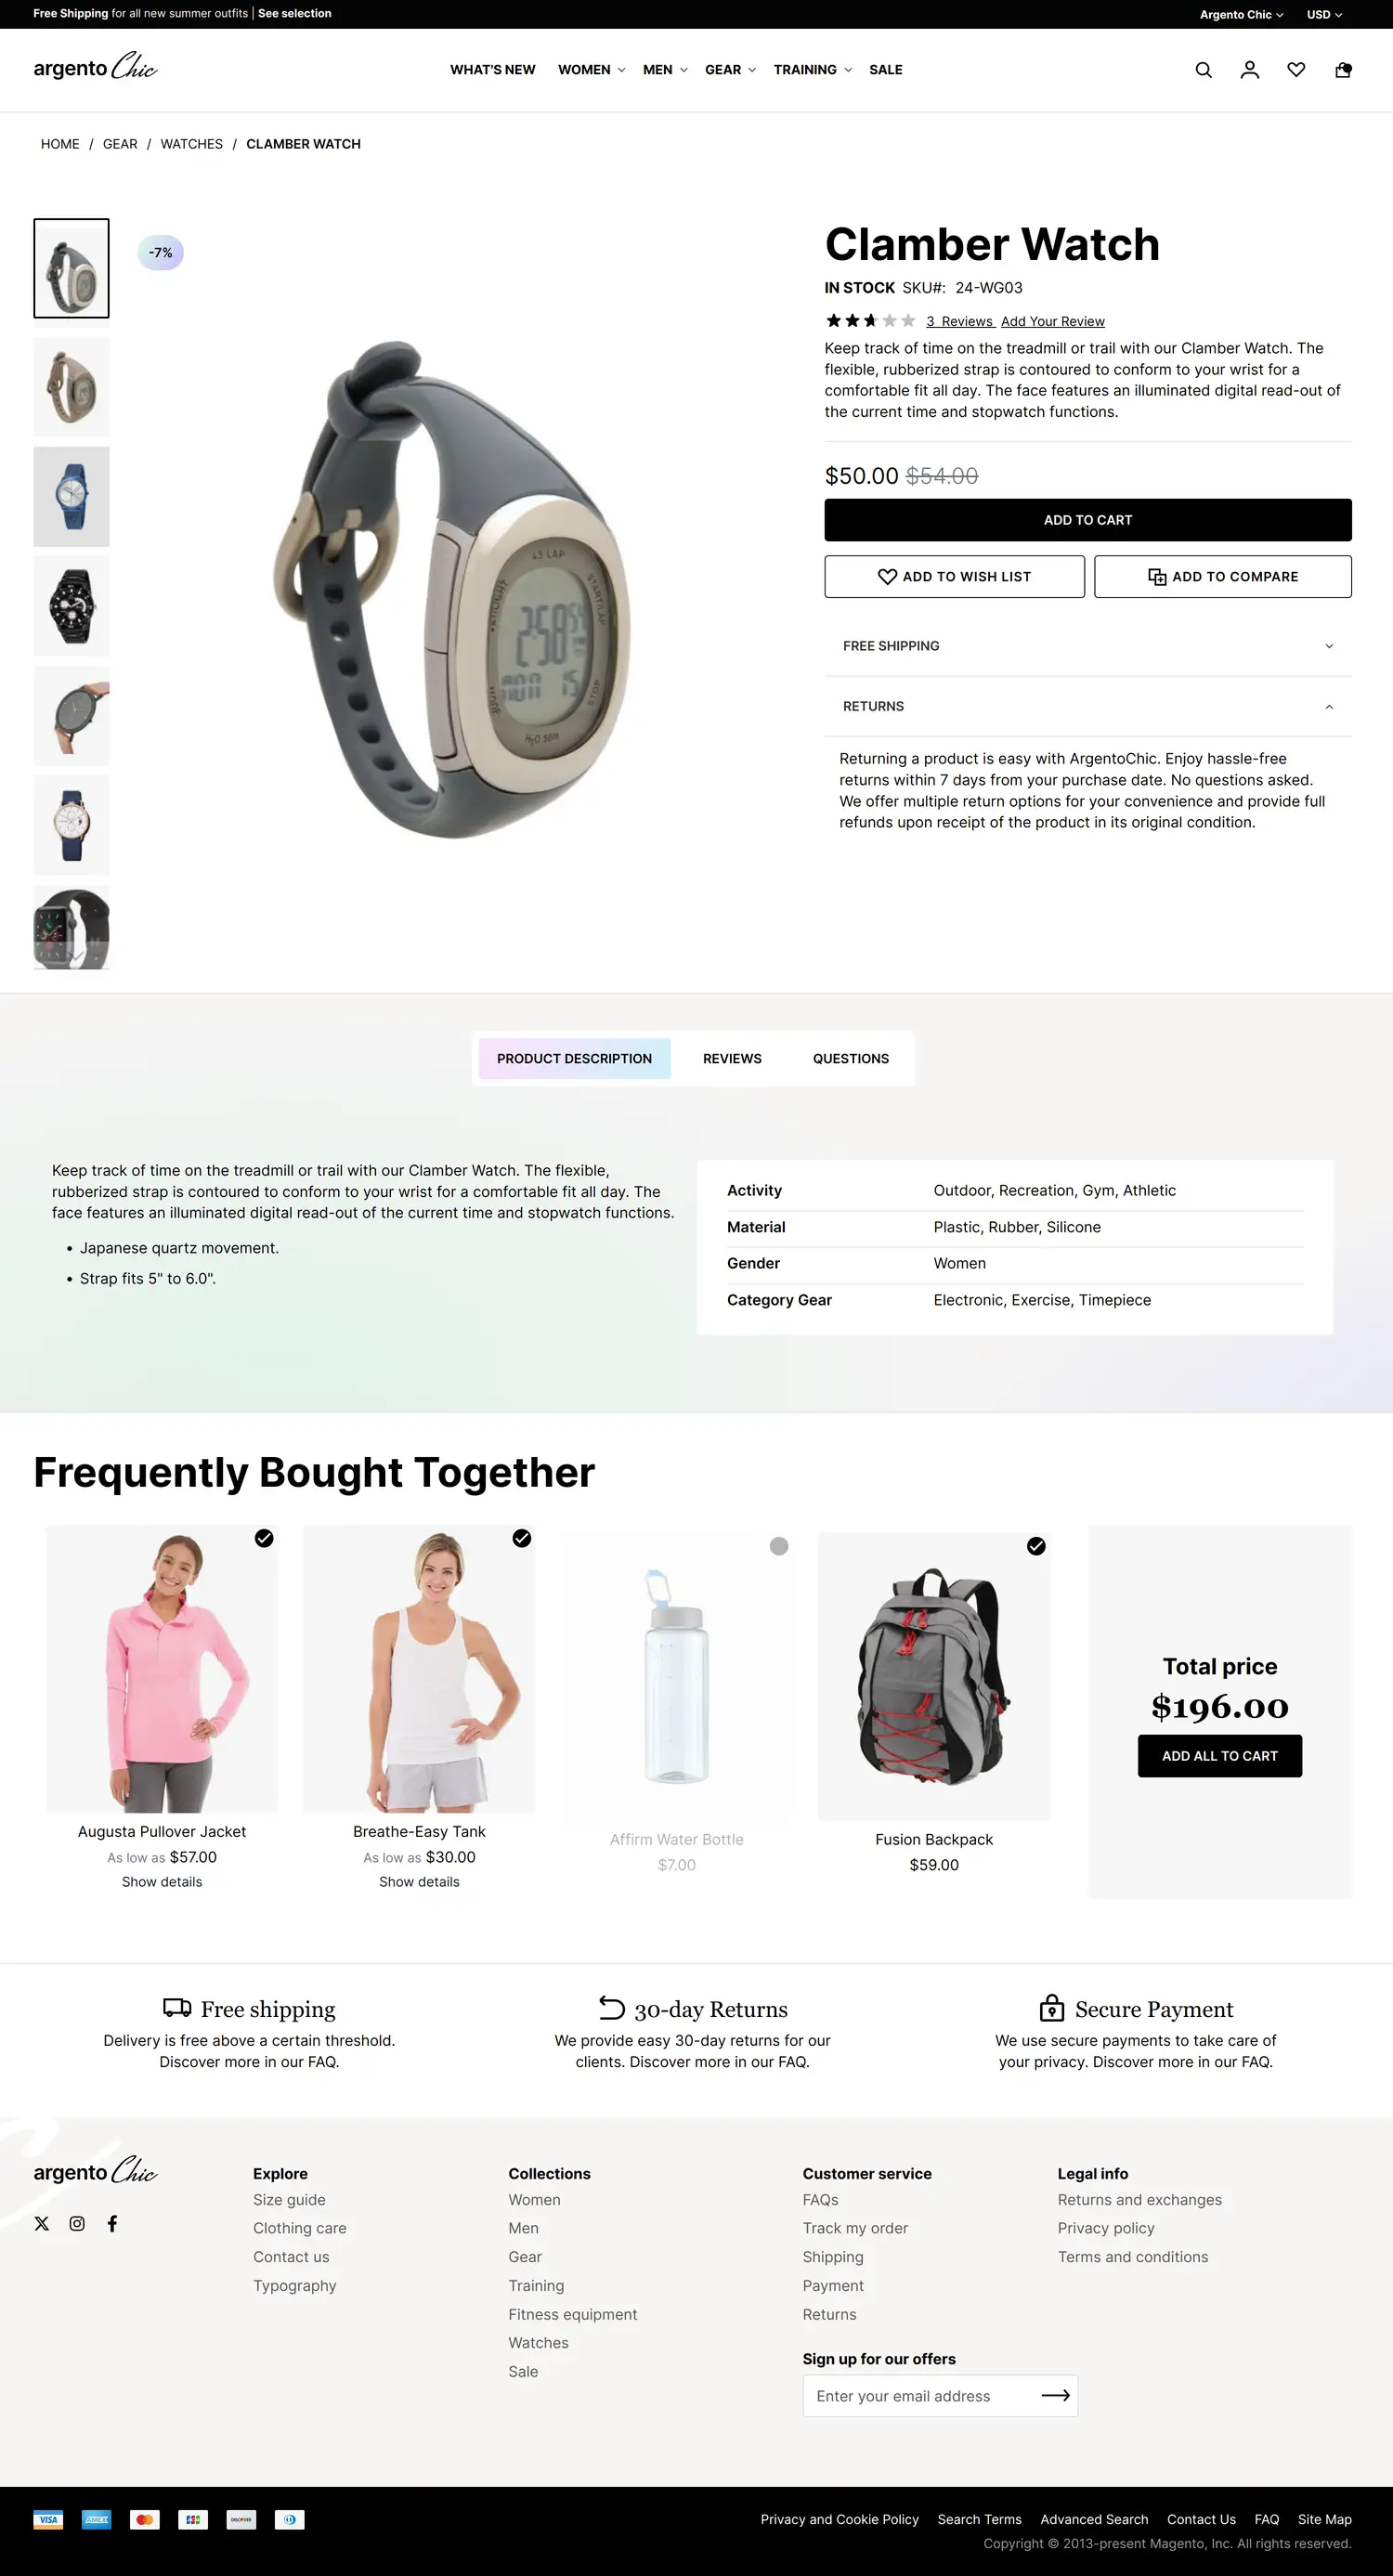 Free Shipping for all new summer outfits | See selection
Argento Chic
USD
argento Chic
WHAT'S NEW
WOMEN
MEN
GEAR
TRAINING
SALE
HOME / GEAR / WATCHES / CLAMBER WATCH
-7%
43 LAP
START/LAP
STOP
H₂O 50m
Clamber Watch
IN STOCK SKU#: 24-WG03
3 Reviews Add Your Review
Keep track of time on the treadmill or trail with our Clamber Watch. The
flexible, rubberized strap is contoured to conform to your wrist for a
comfortable fit all day. The face features an illuminated digital read-out of
the current time and stopwatch functions.
$50.00 $54.00
ADD TO CART
ADD TO WISH LIST
ADD TO COMPARE
FREE SHIPPING
RETURNS
Returning a product is easy with ArgentoChic. Enjoy hassle-free
returns within 7 days from your purchase date. No questions asked.
We offer multiple return options for your convenience and provide full
refunds upon receipt of the product in its original condition.
PRODUCT DESCRIPTION
REVIEWS
QUESTIONS
Keep track of time on the treadmill or trail with our Clamber Watch. The flexible,
rubberized strap is contoured to conform to your wrist for a comfortable fit all day. The
face features an illuminated digital read-out of the current time and stopwatch functions.
• Japanese quartz movement.
• Strap fits 5" to 6.0".
Activity Outdoor, Recreation, Gym, Athletic
Material Plastic, Rubber, Silicone
Gender Women
Category Gear Electronic, Exercise, Timepiece
Frequently Bought Together
Augusta Pullover Jacket
As low as $57.00
Show details
Breathe-Easy Tank
As low as $30.00
Show details
Affirm Water Bottle
$7.00
Fusion Backpack
$59.00
Total price
$196.00
ADD ALL TO CART
Free shipping
Delivery is free above a certain threshold.
Discover more in our FAQ.
30-day Returns
We provide easy 30-day returns for our
clients. Discover more in our FAQ.
Secure Payment
We use secure payments to take care of
your privacy. Discover more in our FAQ.
argento Chic
Explore
Size guide
Clothing care
Contact us
Typography
Collections
Women
Men
Gear
Training
Fitness equipment
Watches
Sale
Customer service
FAQs
Track my order
Shipping
Payment
Returns
Legal info
Returns and exchanges
Privacy policy
Terms and conditions
Sign up for our offers
Enter your email address
VISA
AMEX
JCB
DISCOVER
Privacy and Cookie Policy
Search Terms
Advanced Search
Contact Us
FAQ
Site Map
Copyright © 2013-present Magento, Inc. All rights reserved.